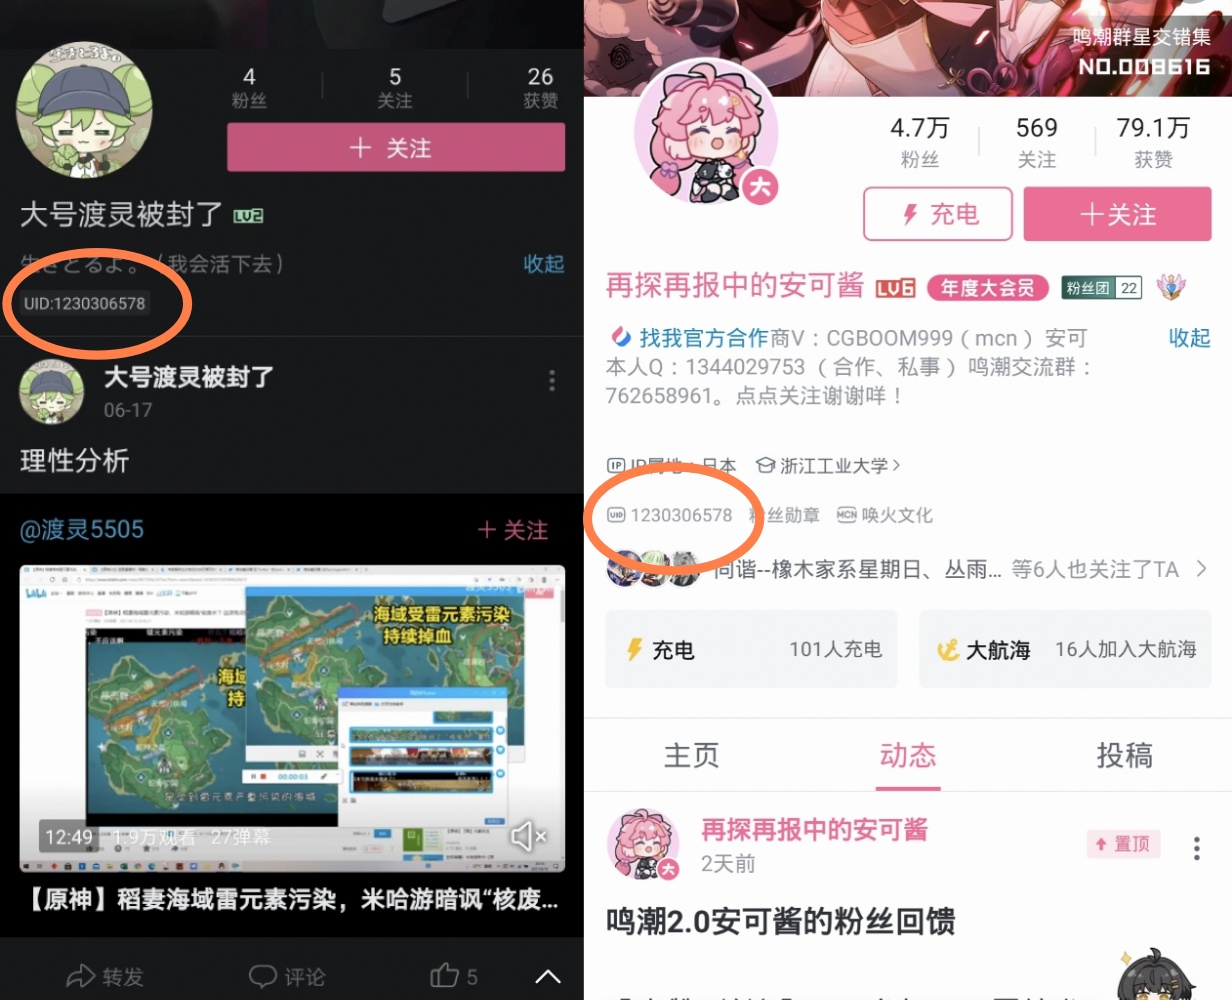 4
5
26
粉丝
关注
获赞
+ 关注
大号渡灵被封了 LV2
生きとるよ。（我会活下去）
收起
UID:1230306578
大号渡灵被封了
06-17
理性分析
@渡灵5505
+ 关注
海域受雷元素污染
持续掉血
海域
持
00:00:03
12:49 1.9万观看 27弹幕
【原神】稻妻海域雷元素污染，米哈游暗讽“核废...
转发
评论
5
鸣潮群星交错集
NO.008616
4.7万
569
79.1万
粉丝
关注
获赞
大
充电
+关注
再探再报中的安可酱 LV6 年度大会员 粉丝团 22
找我官方合作商V：CGBOOM999（mcn）安可
收起
本人Q：1344029753（合作、私事）鸣潮交流群：
762658961。点点关注谢谢咩！
IP IP属地：日本 浙江工业大学>
UID 1230306578 粉丝勋章 MCN 唤火文化
同谐--橡木家系星期日、丛雨... 等6人也关注了TA >
充电 101人充电
大航海 16人加入大航海
主页
动态
投稿
再探再报中的安可酱
大
2天前
置顶
鸣潮2.0安可酱的粉丝回馈